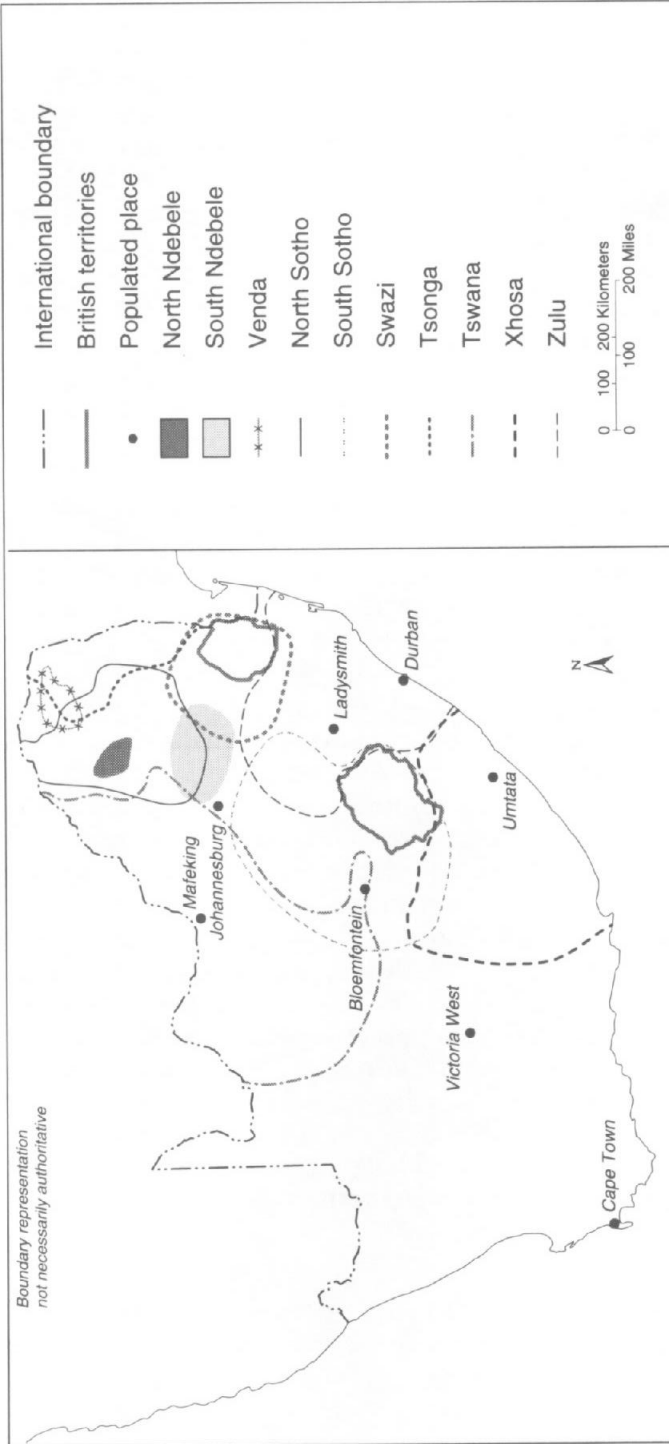 Boundary representation
not necessarily authoritative
Mafeking
Johannesburg
Ladysmith
Bloemfontein
Durban
Umtata
Victoria West
Cape Town
N
International boundary
British territories
Populated place
North Ndebele
South Ndebele
Venda
North Sotho
South Sotho
Swazi
Tsonga
Tswana
Xhosa
Zulu
0 100 200 Kilometers
0 100 200 Miles